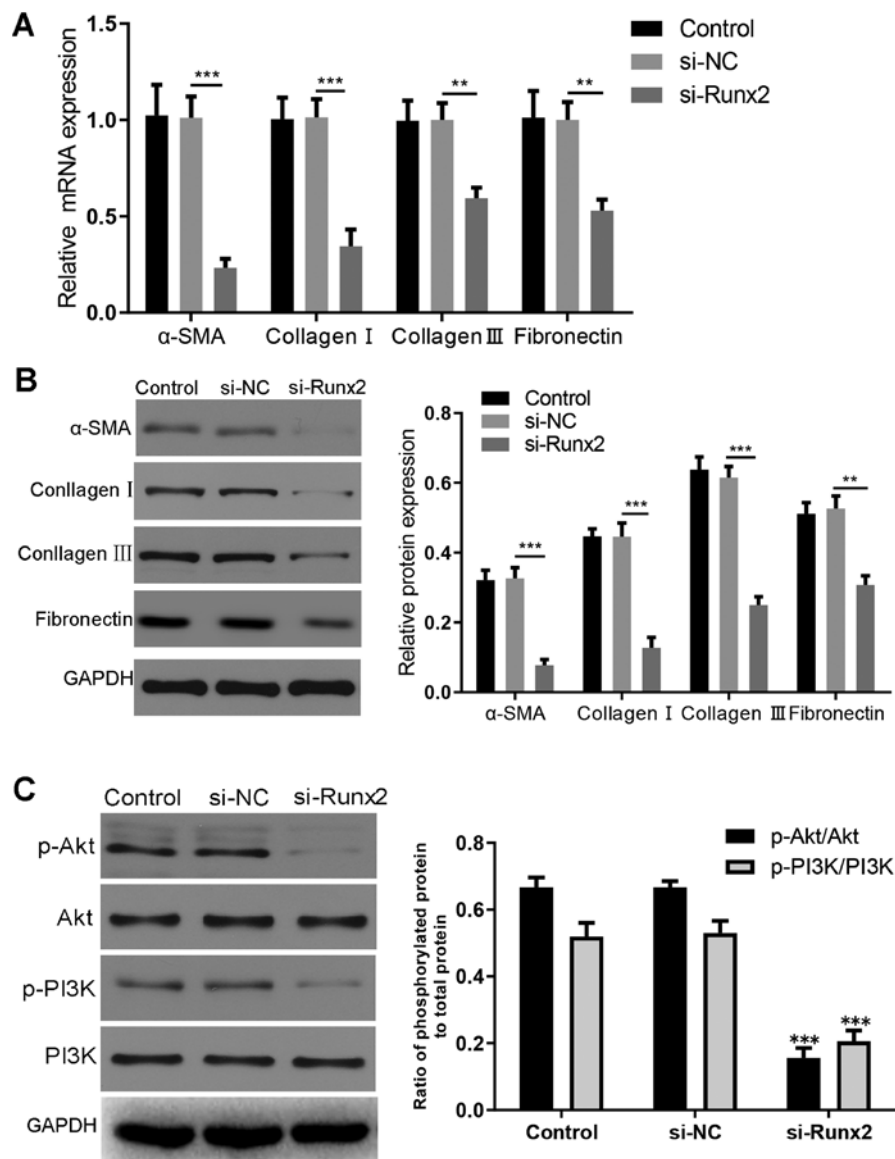 A
Relative mRNA expression
1.5
1.0
0.5
0.0
*** *** ** **
α-SMA Collagen Ⅰ Collagen Ⅲ Fibronectin
Control
si-NC
si-Runx2
B
Control si-NC si-Runx2
α-SMA
Conllagen Ⅰ
Conllagen III
Fibronectin
GAPDH
Relative protein expression
0.8
0.6
0.4
0.2
0.0
Control
si-NC
si-Runx2
*** *** *** **
α-SMA Collagen Ⅰ Collagen Ⅲ Fibronectin
C
Control si-NC si-Runx2
p-Akt
Akt
p-PI3K
PI3K
GAPDH
Ratio of phosphorylated protein
to total protein
0.8
0.6
0.4
0.2
0.0
p-Akt/Akt
p-PI3K/PI3K
*** ***
Control si-NC si-Runx2